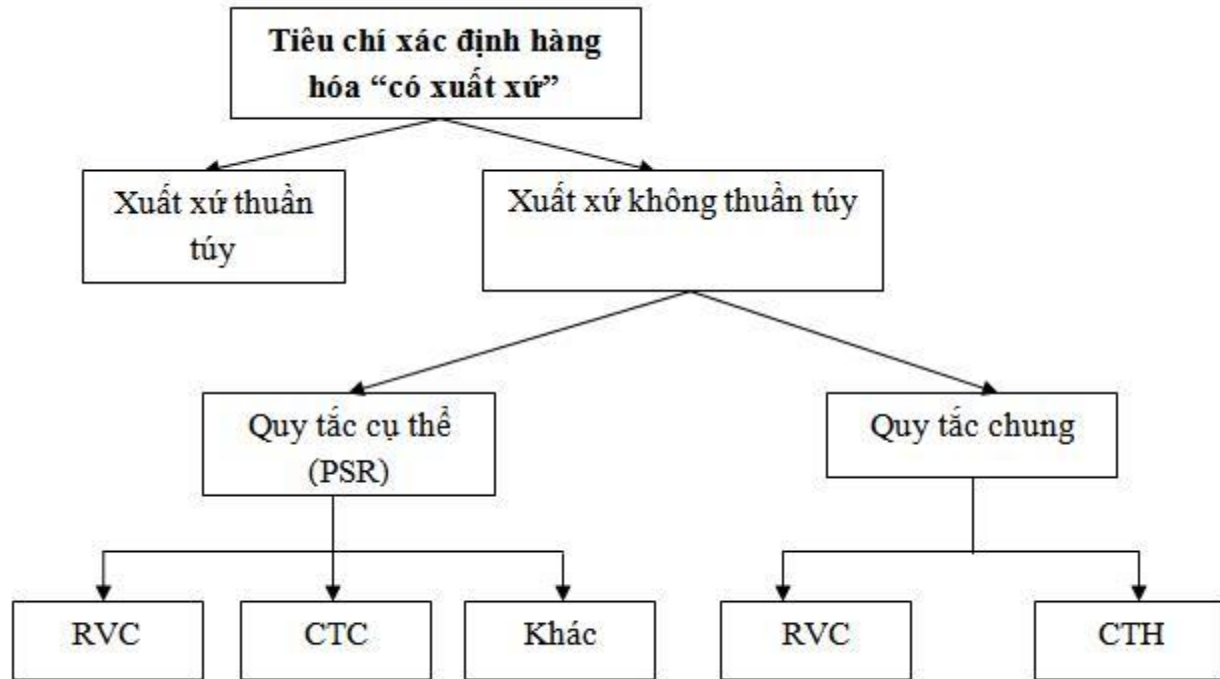 Tiêu chí xác định hàng
hóa “có xuất xứ”
Xuất xứ thuần
túy
Xuất xứ không thuần túy
Quy tắc cụ thể
(PSR)
Quy tắc chung
RVC
CTC
Khác
RVC
CTH